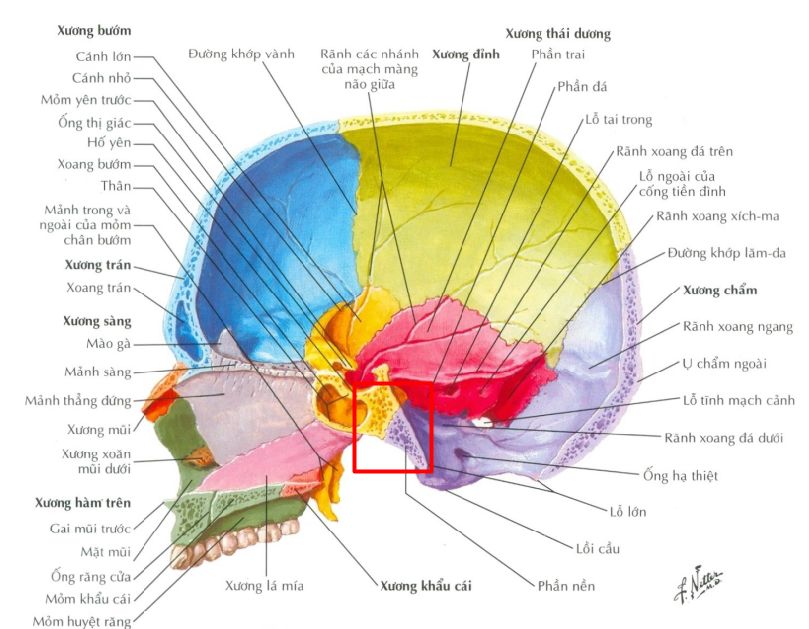 Xương bướm
Cánh lớn
Cánh nhỏ
Mỏm yên trước
Ống thị giác
Hố yên
Xoang bướm
Thân
Mảnh trong và
ngoài của mỏm
chân bướm
Xương trán
Xoang trán
Xương sàng
Mào gà
Mảnh sàng
Mảnh thẳng đứng
Xương mũi
Xương xoăn
mũi dưới
Xương hàm trên
Gai mũi trước
Mặt mũi
Ống răng cửa
Mỏm khẩu cái
Mỏm huyệt răng
Đường khớp vành
Rãnh các nhánh
của mạch màng
não giữa
Xương đỉnh
Xương thái dương
Phần trai
Phần đá
Lỗ tai trong
Rãnh xoang đá trên
Lỗ ngoài của
cống tiền đình
Rãnh xoang xích-ma
Đường khớp lăm-da
Xương chẩm
Rãnh xoang ngang
Ụ chẩm ngoài
Lỗ tĩnh mạch cảnh
Rãnh xoang đá dưới
Ống hạ thiệt
Lỗ lớn
Lồi cầu
Phần nền
Xương khẩu cái
Xương lá mía
F. Netter
M.D.